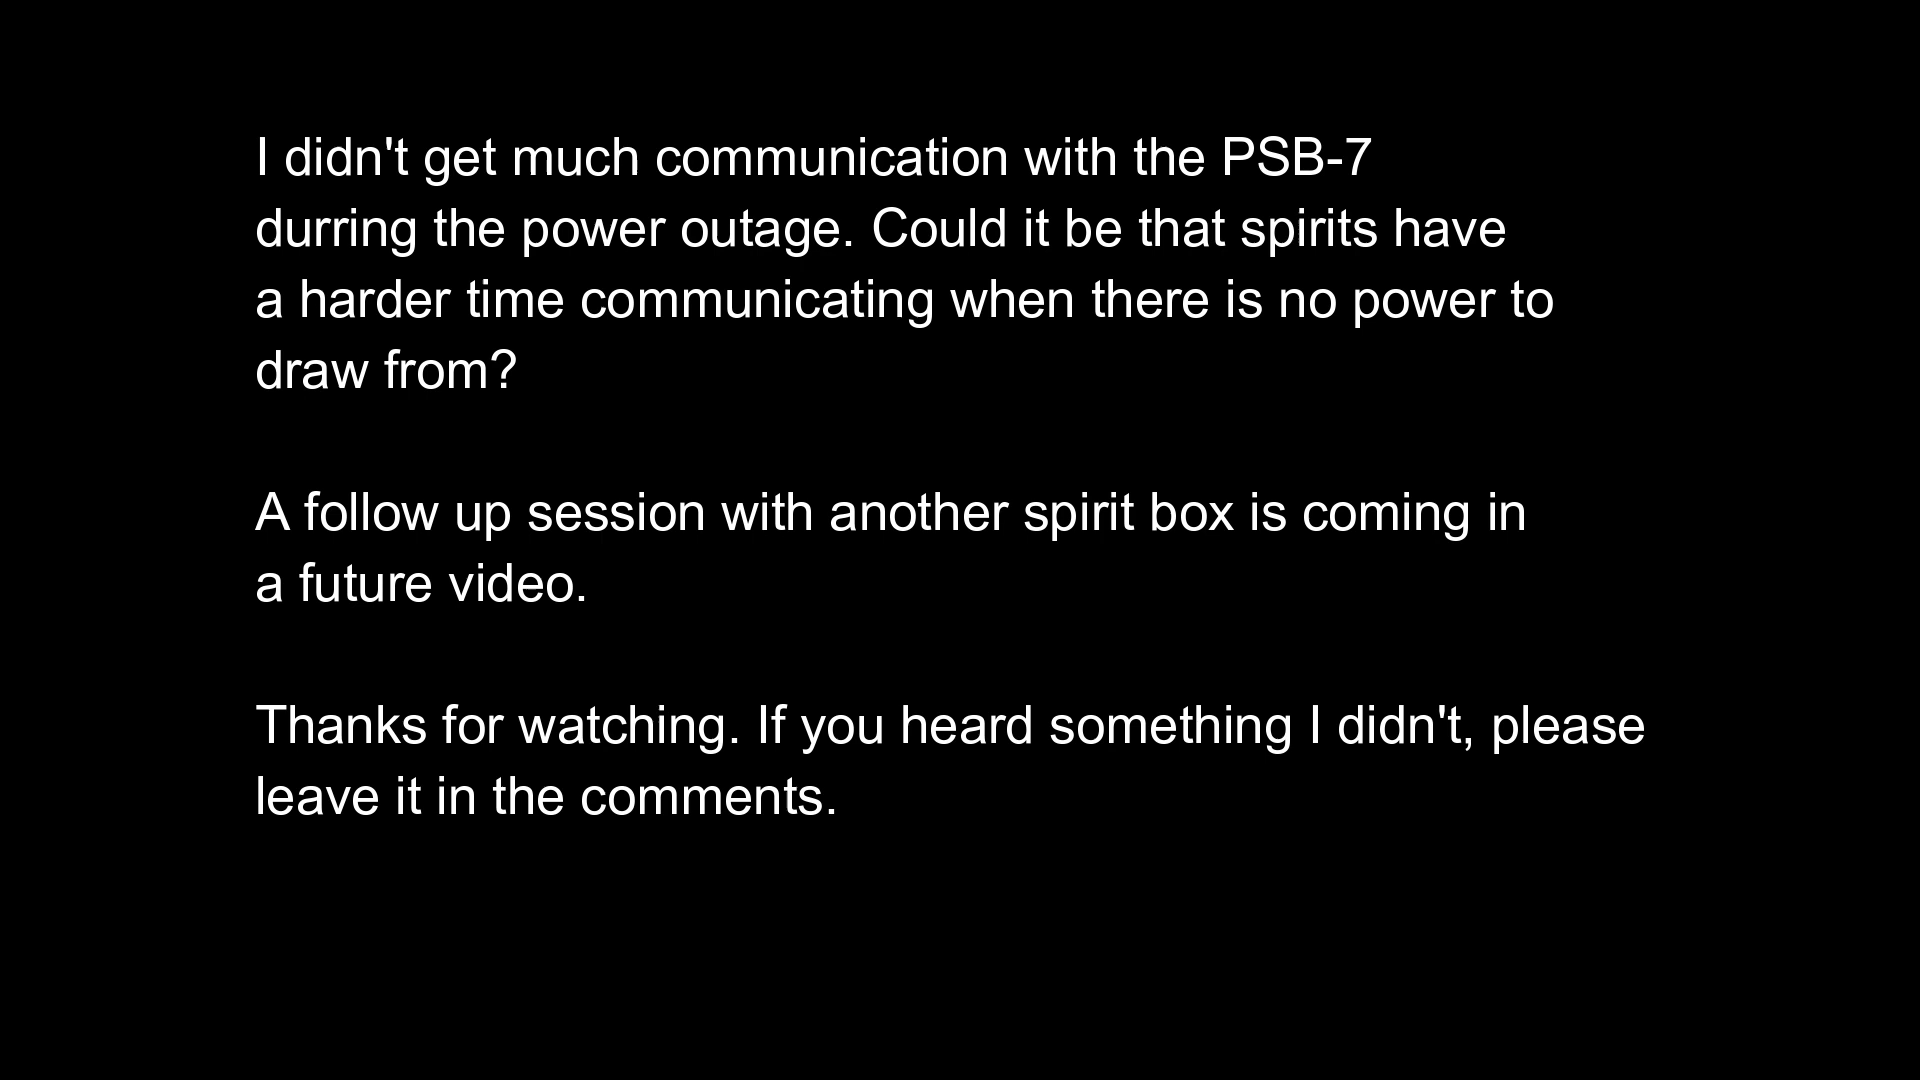 I didn't get much communication with the PSB-7
durring the power outage. Could it be that spirits have
a harder time communicating when there is no power to
draw from?
A follow up session with another spirit box is coming in
a future video.
Thanks for watching. If you heard something I didn't, please
leave it in the comments.